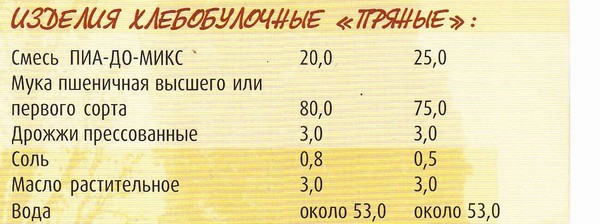 ИЗДЕЛИЯ ХЛЕБОБУЛОЧНЫЕ «ПРЯНЫЕ»:
Смесь ПИА-ДО-МИКС 20,0 25,0
Мука пшеничная высшего или
первого сорта 80,0 75,0
Дрожжи прессованные 3,0 3,0
Соль 0,8 0,5
Масло растительное 3,0 3,0
Вода около 53,0 около 53,0